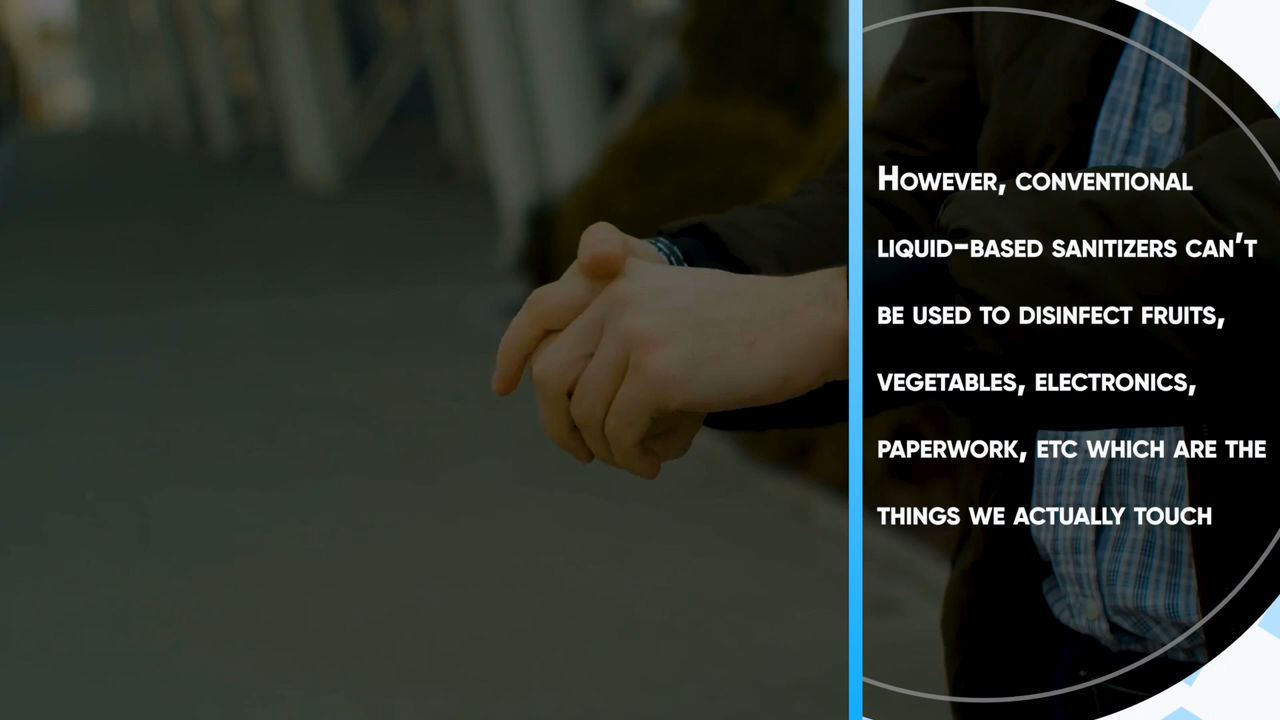 However, conventional
liquid-based sanitizers can't
be used to disinfect fruits,
vegetables, electronics,
paperwork, etc which are the
things we actually touch